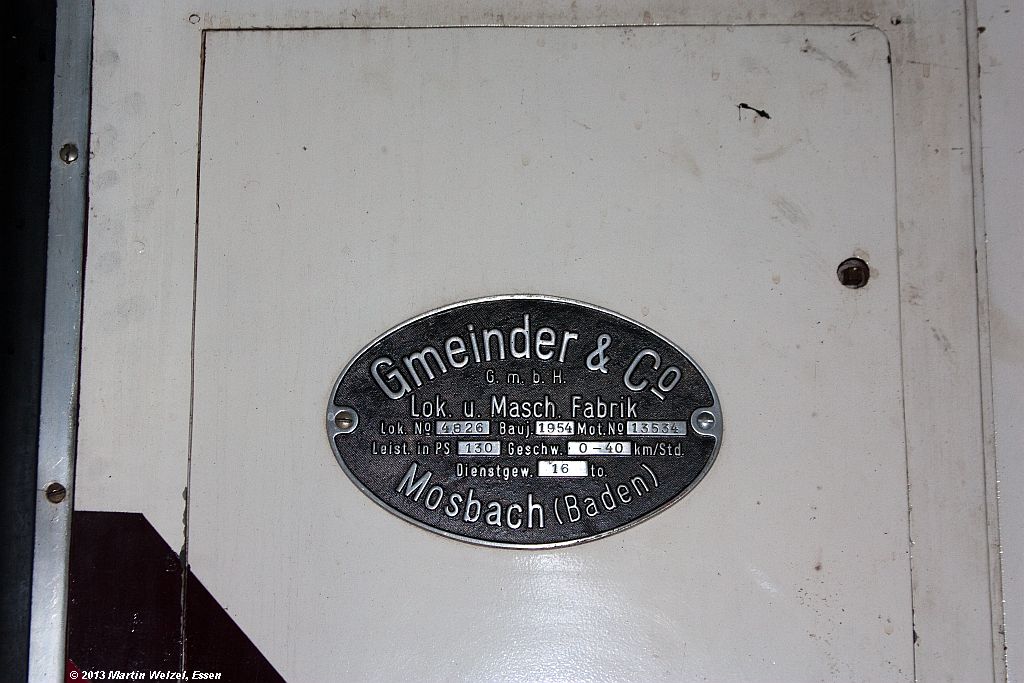 Gmeinder & Co
G. m. b. H.
Lok. u. Masch. Fabrik
Lok. No 4826 Bauj. 1954 Mot. No 13534
Leist. in PS 130 Geschw. 0-40 km/Std.
Dienstgew. 16 to.
Mosbach (Baden)
© 2013 Martin Welzel, Essen